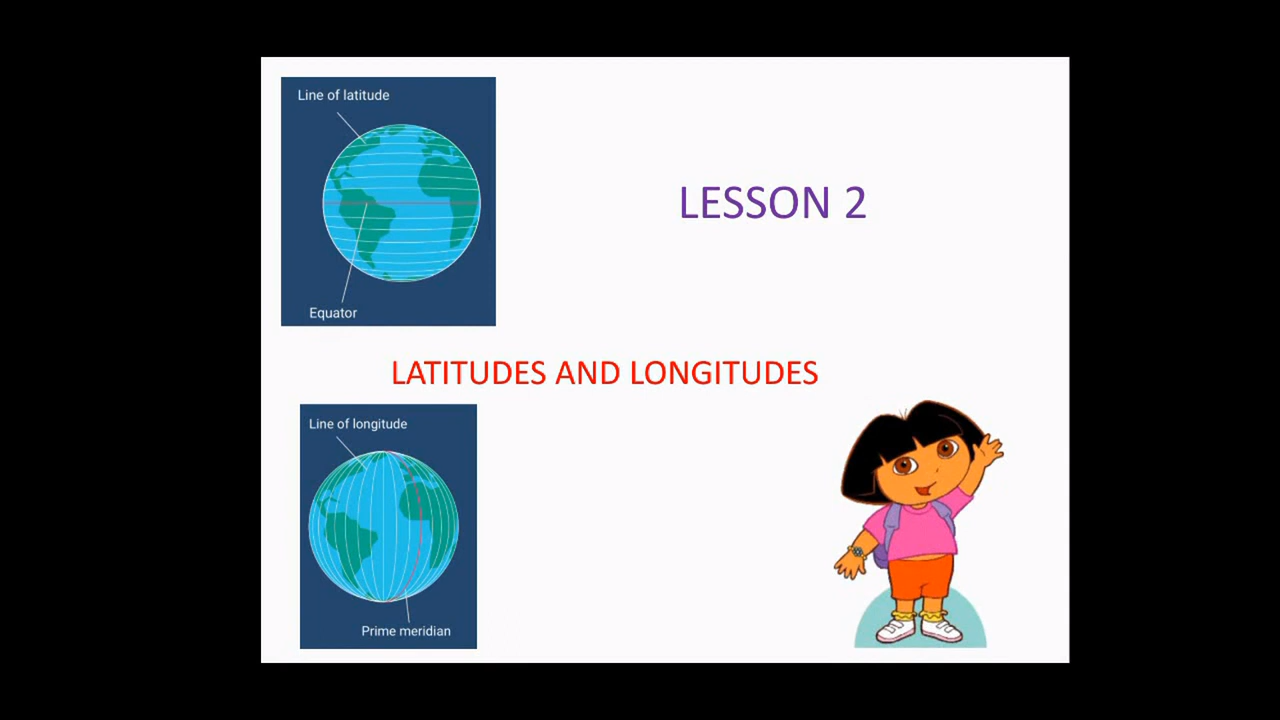 Line of latitude
Equator
LESSON 2
LATITUDES AND LONGITUDES
Line of longitude
Prime meridian